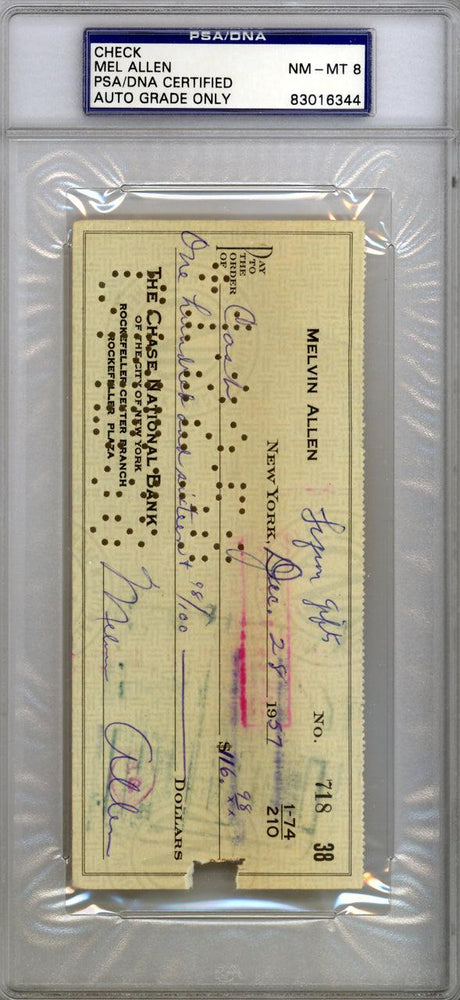 PSA/DNA
CHECK
MEL ALLEN NM – MT 8
PSA/DNA CERTIFIED
AUTO GRADE ONLY 83016344
MELVIN ALLEN
gifts
No. 718 38
NEW YORK, Dec. 28 1957 1-74/210
PAY TO THE ORDER OF Cash $116.98
One hundred and sixteen + 98/100 DOLLARS
THE CHASE NATIONAL BANK
OF THE CITY OF NEW YORK
ROCKEFELLER CENTER BRANCH
ROCKEFELLER PLAZA
Melvin Allen